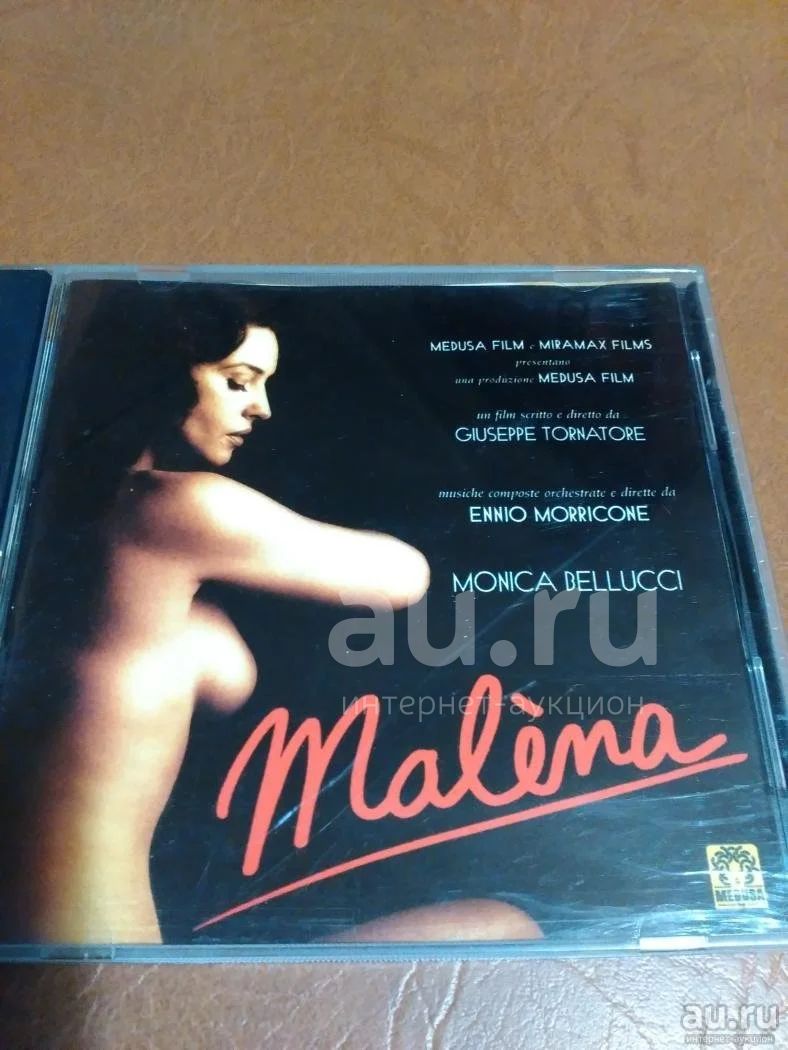 MEDUSA FILM e MIRAMAX FILMS
presentano
una produzione MEDUSA FILM
un film scritto e diretto da
GIUSEPPE TORNATORE
musiche composte orchestrate e dirette da
ENNIO MORRICONE
MONICA BELLUCCI
au.ru
интернет-аукцион
Malèna
MEDUSA
au.ru
интернет-аукцион